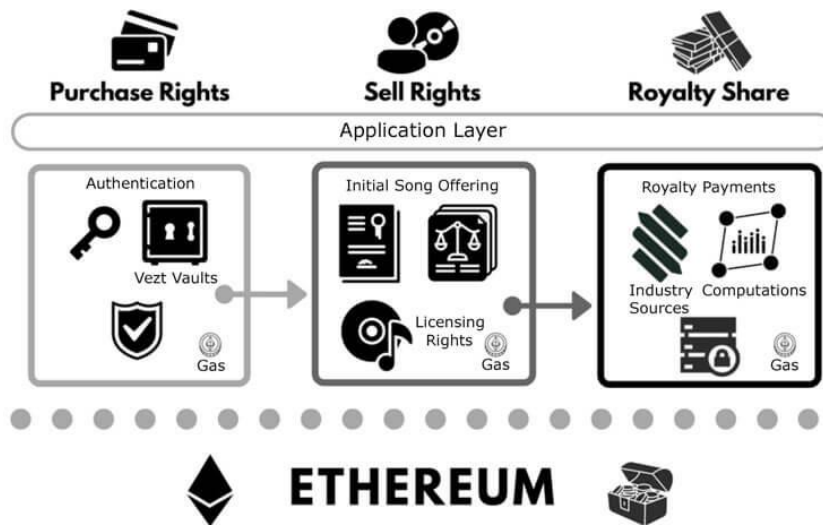 Purchase Rights
Sell Rights
Royalty Share
Application Layer
Authentication
Vezt Vaults
Gas
Initial Song Offering
Licensing
Rights
Gas
Royalty Payments
Industry
Sources
Computations
Gas
ETHEREUM